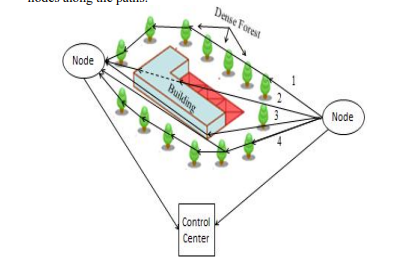 nodes along the paths.
Dense Forest
Node
1
2
Building
3
Node
4
Control
Center